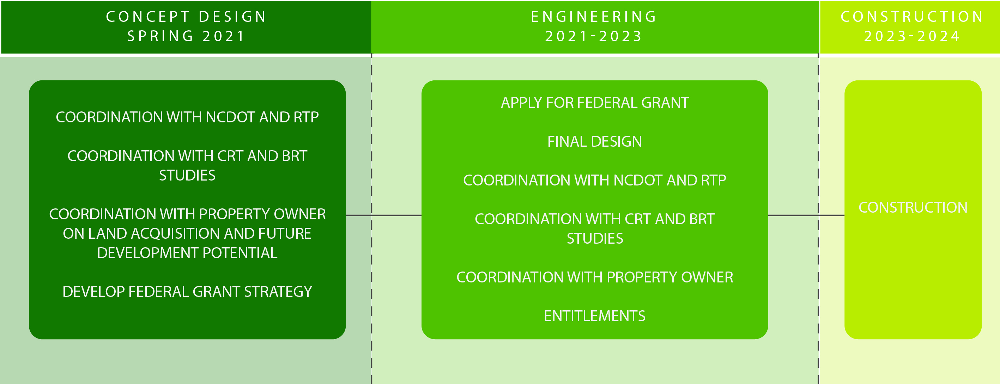 CONCEPT DESIGN
SPRING 2021
ENGINEERING
2021-2023
CONSTRUCTION
2023-2024
COORDINATION WITH NCDOT AND RTP
COORDINATION WITH CRT AND BRT
STUDIES
COORDINATION WITH PROPERTY OWNER
ON LAND ACQUISITION AND FUTURE
DEVELOPMENT POTENTIAL
DEVELOP FEDERAL GRANT STRATEGY
APPLY FOR FEDERAL GRANT
FINAL DESIGN
COORDINATION WITH NCDOT AND RTP
COORDINATION WITH CRT AND BRT
STUDIES
COORDINATION WITH PROPERTY OWNER
ENTITLEMENTS
CONSTRUCTION